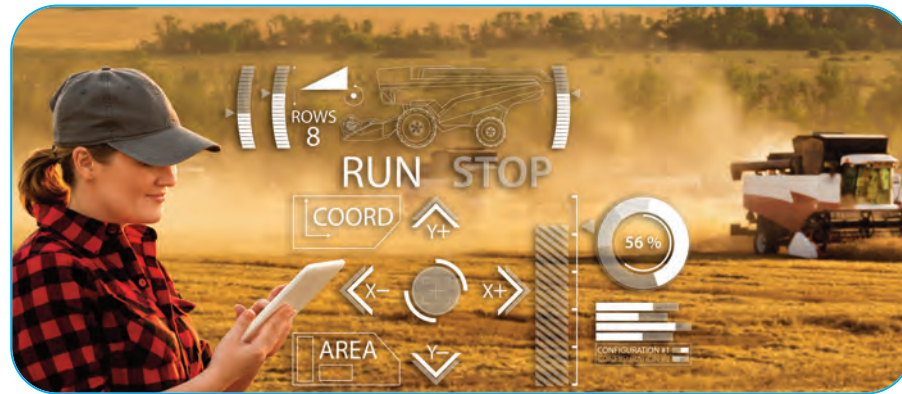 ROWS
8
RUN STOP
COORD
Y+
X− X+
56 %
AREA
Y−
CONFIGURATION #1